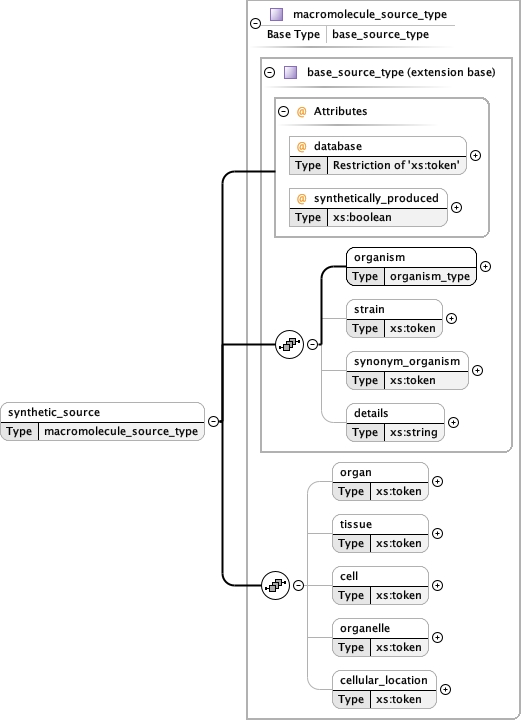 macromolecule_source_type
Base Type base_source_type
base_source_type (extension base)
@ Attributes
@ database
Type Restriction of 'xs:token'
@ synthetically_produced
Type xs:boolean
organism
Type organism_type
strain
Type xs:token
synonym_organism
Type xs:token
details
Type xs:string
synthetic_source
Type macromolecule_source_type
organ
Type xs:token
tissue
Type xs:token
cell
Type xs:token
organelle
Type xs:token
cellular_location
Type xs:token